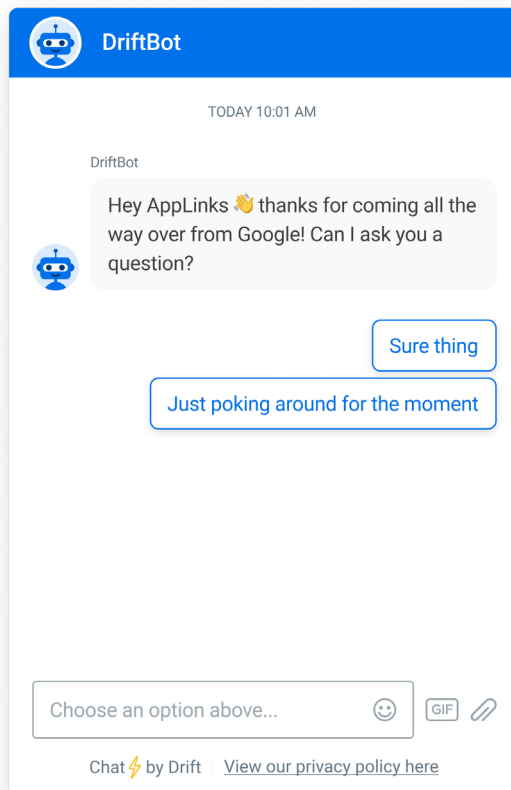 DriftBot
TODAY 10:01 AM
DriftBot
Hey AppLinks 👋 thanks for coming all the
way over from Google! Can I ask you a
question?
Sure thing
Just poking around for the moment
Choose an option above...
GIF
Chat⚡by Drift
View our privacy policy here